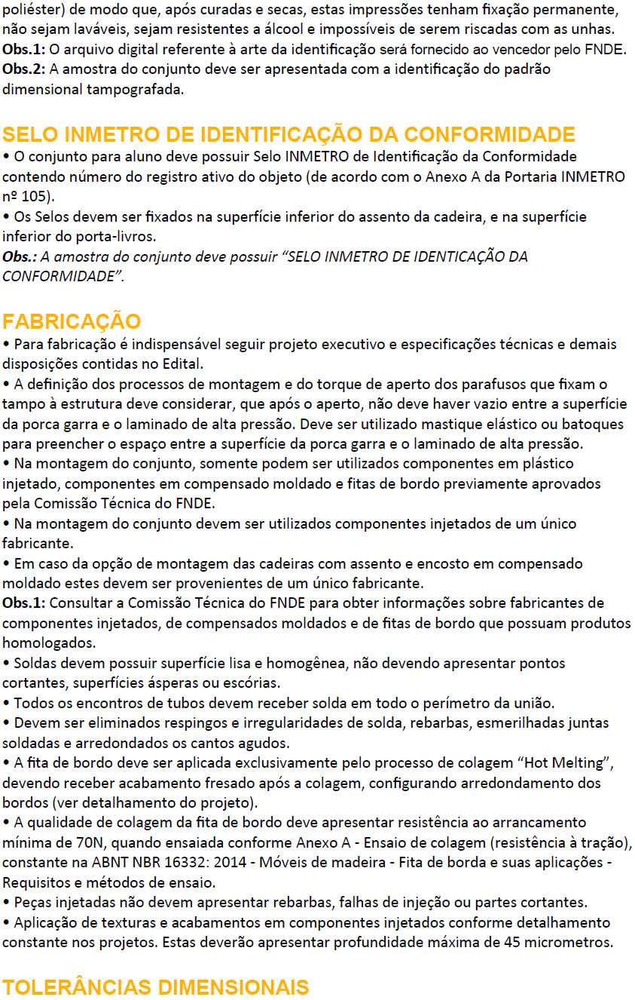 poliéster) de modo que, após curadas e secas, estas impressões tenham fixação permanente,
não sejam laváveis, sejam resistentes a álcool e impossíveis de serem riscadas com as unhas.
Obs.1: O arquivo digital referente à arte da identificação será fornecido ao vencedor pelo FNDE.
Obs.2: A amostra do conjunto deve ser apresentada com a identificação do padrão
dimensional tampografada.
SELO INMETRO DE IDENTIFICAÇÃO DA CONFORMIDADE
• O conjunto para aluno deve possuir Selo INMETRO de Identificação da Conformidade
contendo número do registro ativo do objeto (de acordo com o Anexo A da Portaria INMETRO
nº 105).
• Os Selos devem ser fixados na superfície inferior do assento da cadeira, e na superfície
inferior do porta-livros.
Obs.: A amostra do conjunto deve possuir “SELO INMETRO DE IDENTICAÇÃO DA
CONFORMIDADE”.
FABRICAÇÃO
• Para fabricação é indispensável seguir projeto executivo e especificações técnicas e demais
disposições contidas no Edital.
• A definição dos processos de montagem e do torque de aperto dos parafusos que fixam o
tampo à estrutura deve considerar, que após o aperto, não deve haver vazio entre a superfície
da porca garra e o laminado de alta pressão. Deve ser utilizado mastique elástico ou batoques
para preencher o espaço entre a superfície da porca garra e o laminado de alta pressão.
• Na montagem do conjunto, somente podem ser utilizados componentes em plástico
injetado, componentes em compensado moldado e fitas de bordo previamente aprovados
pela Comissão Técnica do FNDE.
• Na montagem do conjunto devem ser utilizados componentes injetados de um único
fabricante.
• Em caso da opção de montagem das cadeiras com assento e encosto em compensado
moldado estes devem ser provenientes de um único fabricante.
Obs.1: Consultar a Comissão Técnica do FNDE para obter informações sobre fabricantes de
componentes injetados, de compensados moldados e de fitas de bordo que possuam produtos
homologados.
• Soldas devem possuir superfície lisa e homogênea, não devendo apresentar pontos
cortantes, superfícies ásperas ou escórias.
• Todos os encontros de tubos devem receber solda em todo o perímetro da união.
• Devem ser eliminados respingos e irregularidades de solda, rebarbas, esmerilhadas juntas
soldadas e arredondados os cantos agudos.
• A fita de bordo deve ser aplicada exclusivamente pelo processo de colagem “Hot Melting”,
devendo receber acabamento fresado após a colagem, configurando arredondamento dos
bordos (ver detalhamento do projeto).
• A qualidade de colagem da fita de bordo deve apresentar resistência ao arrancamento
mínima de 70N, quando ensaiada conforme Anexo A - Ensaio de colagem (resistência à tração),
constante na ABNT NBR 16332: 2014 - Móveis de madeira - Fita de borda e suas aplicações -
Requisitos e métodos de ensaio.
• Peças injetadas não devem apresentar rebarbas, falhas de injeção ou partes cortantes.
• Aplicação de texturas e acabamentos em componentes injetados conforme detalhamento
constante nos projetos. Estas deverão apresentar profundidade máxima de 45 micrometros.
TOLERÂNCIAS DIMENSIONAIS